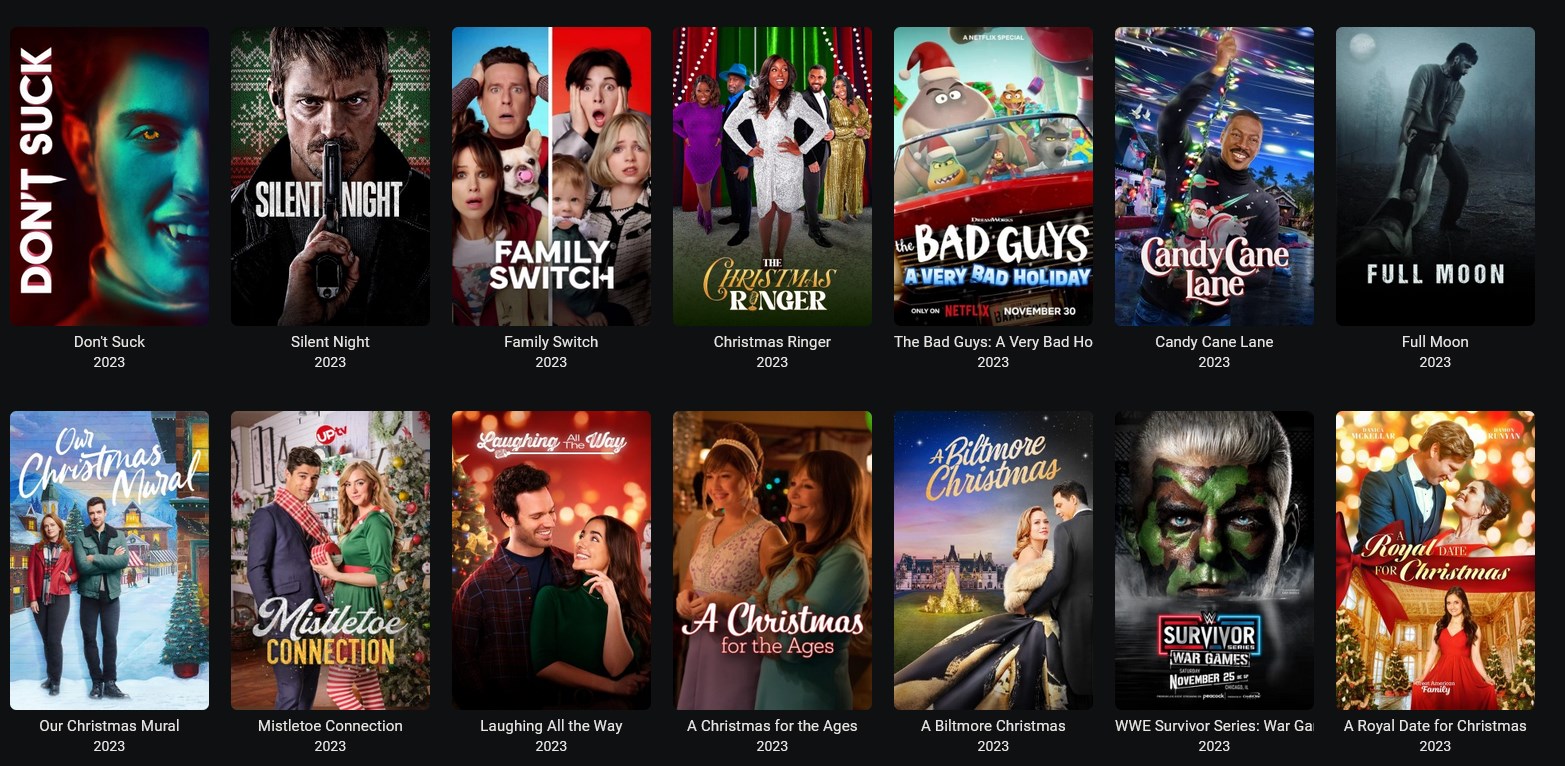 DON'T SUCK
SILENT NIGHT
FAMILY
SWITCH
THE
CHRISTMAS
RINGER
A NETFLIX SPECIAL
DREAMWORKS
the BAD GUYS
A VERY BAD HOLIDAY
ONLY ON NETFLIX NOVEMBER 30
Candy Cane
Lane
FULL MOON
Don't Suck
2023
Silent Night
2023
Family Switch
2023
Christmas Ringer
2023
The Bad Guys: A Very Bad Ho
2023
Candy Cane Lane
2023
Full Moon
2023
Our
Christmas
Mural
UPtv
Mistletoe
CONNECTION
Laughing All The Way
A Christmas
for the Ages
A Biltmore
Christmas
W
SURVIVOR
SERIES
WAR GAMES
SATURDAY
NOVEMBER 25
CHICAGO, IL
peacock
DANICA
MCKELLAR
DAMON
RUNYAN
A
Royal DATE
FOR Christmas
Great American
Family
Our Christmas Mural
2023
Mistletoe Connection
2023
Laughing All the Way
2023
A Christmas for the Ages
2023
A Biltmore Christmas
2023
WWE Survivor Series: War Ga
2023
A Royal Date for Christmas
2023